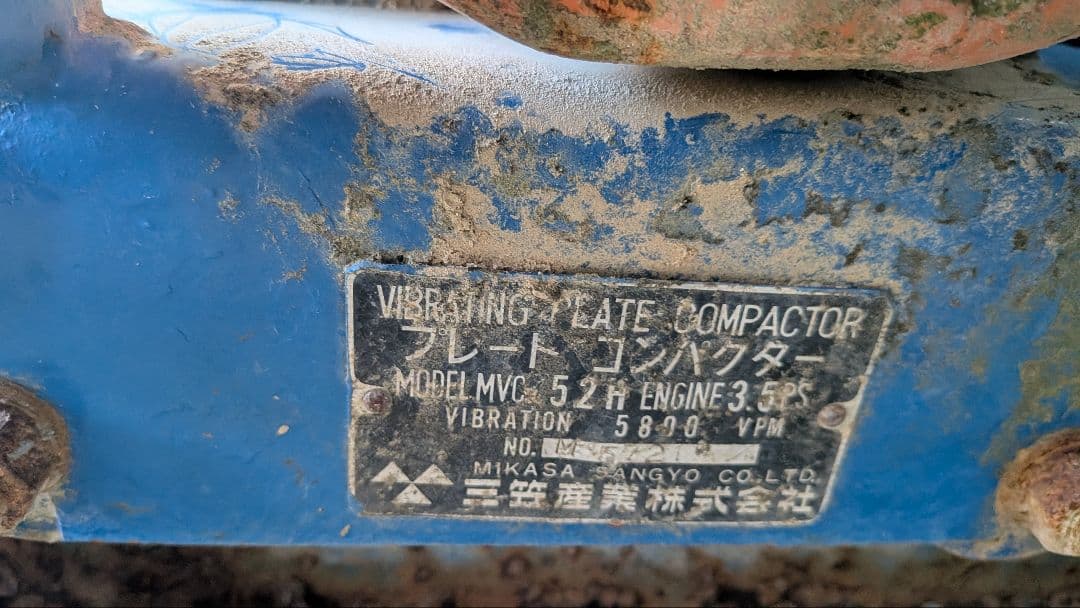 VIBRATING PLATE COMPACTOR
プレート コンパクター
MODEL MVC 52H ENGINE 3.5PS
VIBRATION 5800 VPM
NO.
MIKASA SANGYO CO.LTD.
三笠産業株式会社